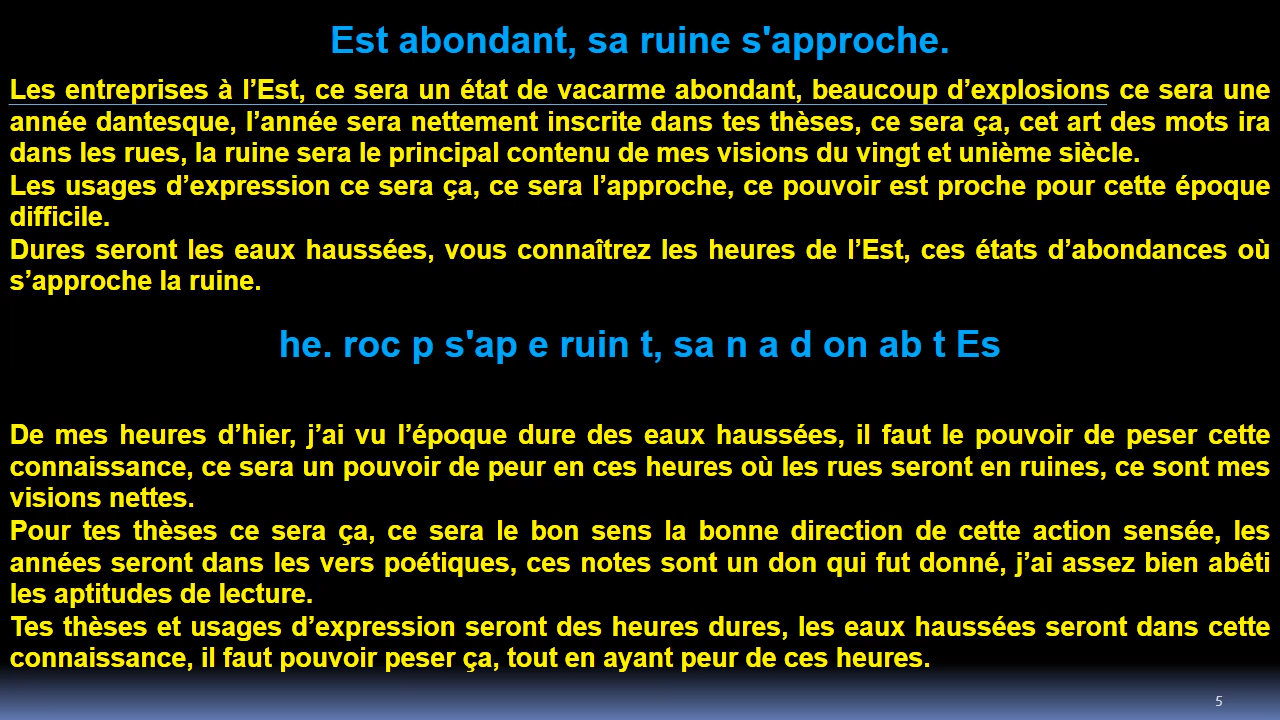 Est abondant, sa ruine s'approche.
Les entreprises à l’Est, ce sera un état de vacarme abondant, beaucoup d’explosions ce sera une
année dantesque, l’année sera nettement inscrite dans tes thèses, ce sera ça, cet art des mots ira
dans les rues, la ruine sera le principal contenu de mes visions du vingt et unième siècle.
Les usages d’expression ce sera ça, ce sera l’approche, ce pouvoir est proche pour cette époque
difficile.
Dures seront les eaux haussées, vous connaîtrez les heures de l’Est, ces états d’abondances où
s’approche la ruine.
he. roc p s'ap e ruin t, sa n a d on ab t Es
De mes heures d’hier, j’ai vu l’époque dure des eaux haussées, il faut le pouvoir de peser cette
connaissance, ce sera un pouvoir de peur en ces heures où les rues seront en ruines, ce sont mes
visions nettes.
Pour tes thèses ce sera ça, ce sera le bon sens la bonne direction de cette action sensée, les
années seront dans les vers poétiques, ces notes sont un don qui fut donné, j’ai assez bien abêti
les aptitudes de lecture.
Tes thèses et usages d’expression seront des heures dures, les eaux haussées seront dans cette
connaissance, il faut pouvoir peser ça, tout en ayant peur de ces heures.
5